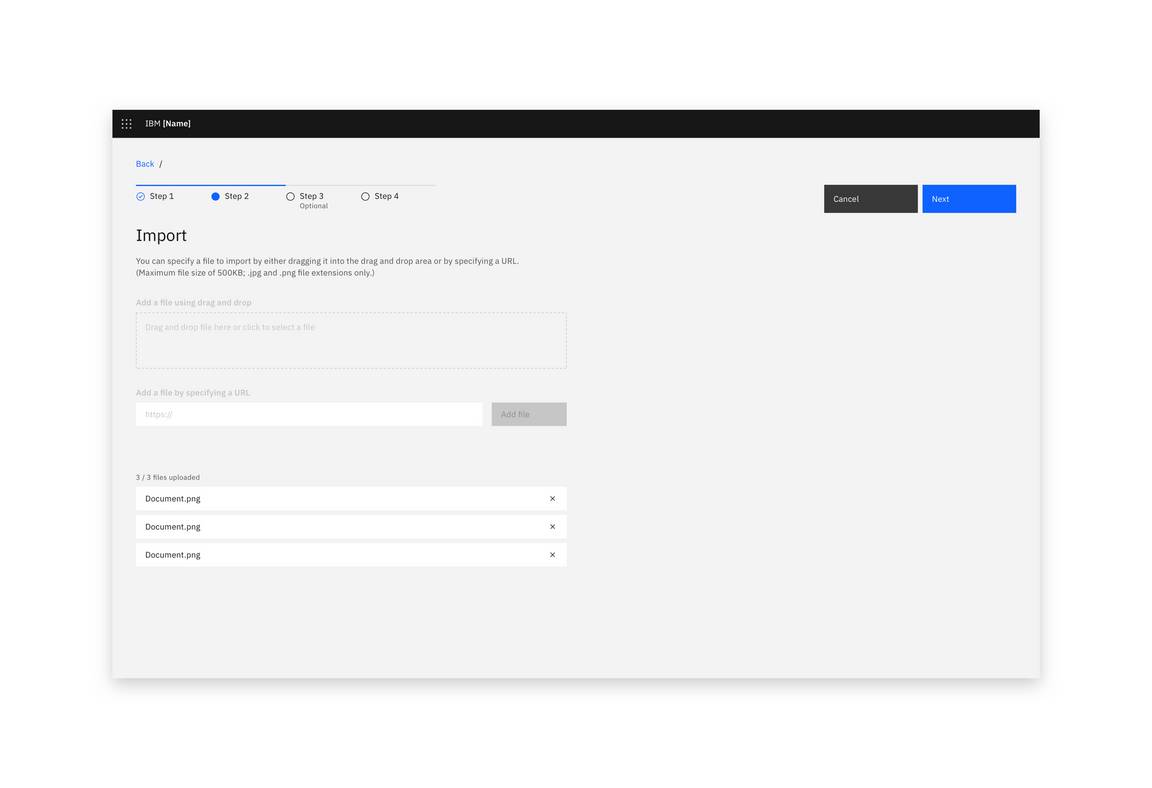 IBM [Name]
Back /
Step 1
Step 2
Step 3
Optional
Step 4
Cancel
Next
Import
You can specify a file to import by either dragging it into the drag and drop area or by specifying a URL.
(Maximum file size of 500KB; .jpg and .png file extensions only.)
Add a file using drag and drop
Drag and drop file here or click to select a file
Add a file by specifying a URL
https://
Add file
3 / 3 files uploaded
Document.png
Document.png
Document.png